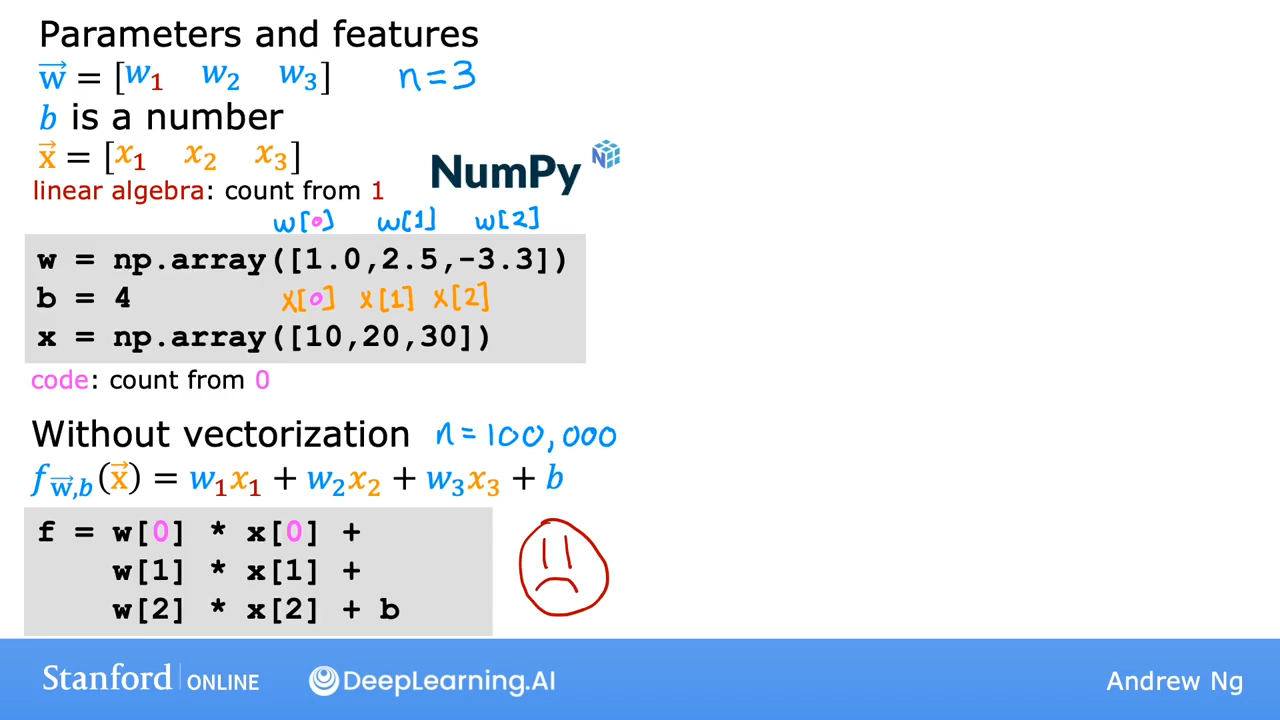 Parameters and features
w⃗ = [w₁ w₂ w₃] n=3
b is a number
x⃗ = [x₁ x₂ x₃]
NumPy
linear algebra: count from 1
w[0] w[1] w[2]
w = np.array([1.0,2.5,-3.3])
b = 4
x[0] x[1] x[2]
x = np.array([10,20,30])
code: count from 0
Without vectorization n=100,000
f w⃗,b (x⃗) = w₁x₁ + w₂x₂ + w₃x₃ + b
f = w[0] * x[0] +
w[1] * x[1] +
w[2] * x[2] + b
Stanford ONLINE DeepLearning.AI Andrew Ng